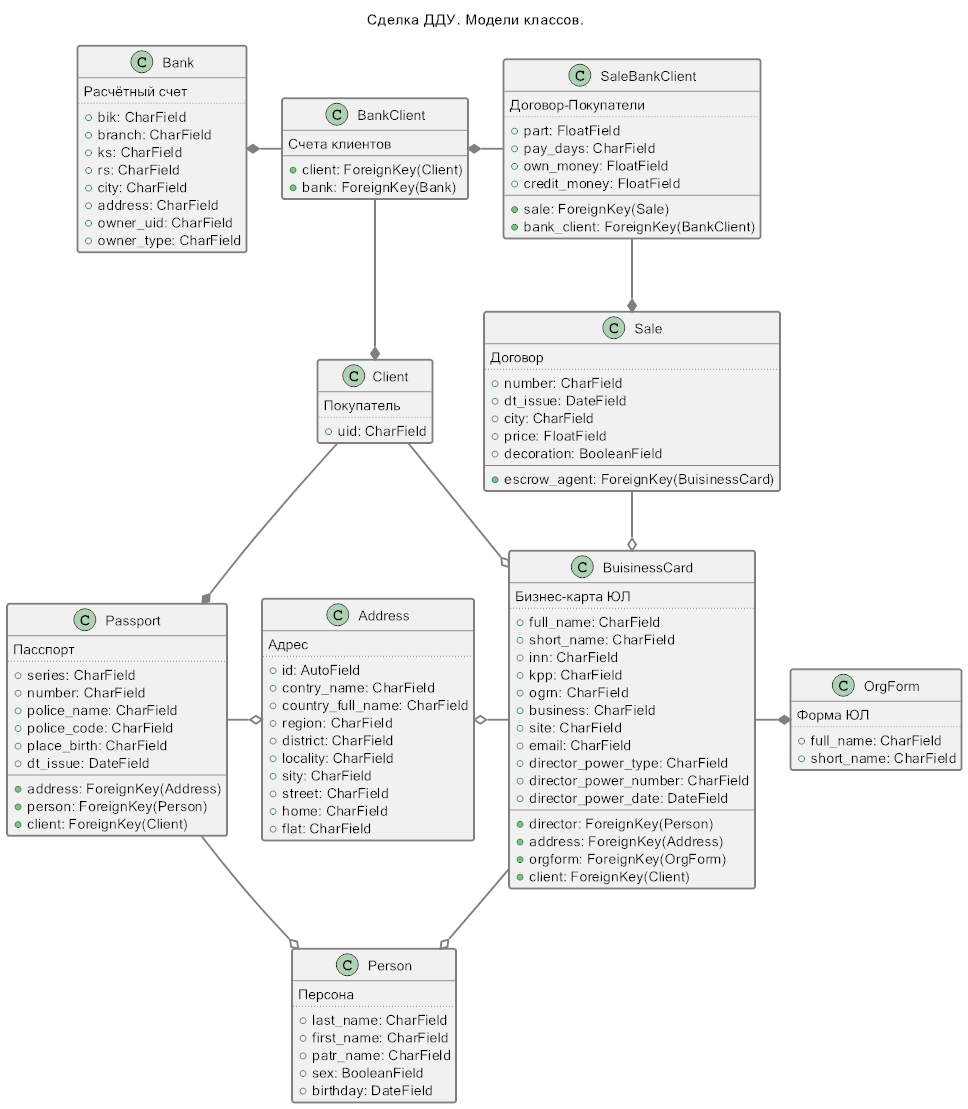 Сделка ДДУ. Модели классов.
C Bank
Расчётный счет
bik: CharField
branch: CharField
ks: CharField
rs: CharField
city: CharField
address: CharField
owner_uid: CharField
owner_type: CharField
C BankClient
Счета клиентов
client: ForeignKey(Client)
bank: ForeignKey(Bank)
C SaleBankClient
Договор-Покупатели
part: FloatField
pay_days: CharField
own_money: FloatField
credit_money: FloatField
sale: ForeignKey(Sale)
bank_client: ForeignKey(BankClient)
C Sale
Договор
number: CharField
dt_issue: DateField
city: CharField
price: FloatField
decoration: BooleanField
escrow_agent: ForeignKey(BuisinessCard)
C Client
Покупатель
uid: CharField
C Passport
Пасспорт
series: CharField
number: CharField
police_name: CharField
police_code: CharField
place_birth: CharField
dt_issue: DateField
address: ForeignKey(Address)
person: ForeignKey(Person)
client: ForeignKey(Client)
C Address
Адрес
id: AutoField
contry_name: CharField
country_full_name: CharField
region: CharField
district: CharField
locality: CharField
sity: CharField
street: CharField
home: CharField
flat: CharField
C BuisinessCard
Бизнес-карта ЮЛ
full_name: CharField
short_name: CharField
inn: CharField
kpp: CharField
ogrn: CharField
business: CharField
site: CharField
email: CharField
director_power_type: CharField
director_power_number: CharField
director_power_date: DateField
director: ForeignKey(Person)
address: ForeignKey(Address)
orgform: ForeignKey(OrgForm)
client: ForeignKey(Client)
C OrgForm
Форма ЮЛ
full_name: CharField
short_name: CharField
C Person
Персона
last_name: CharField
first_name: CharField
patr_name: CharField
sex: BooleanField
birthday: DateField